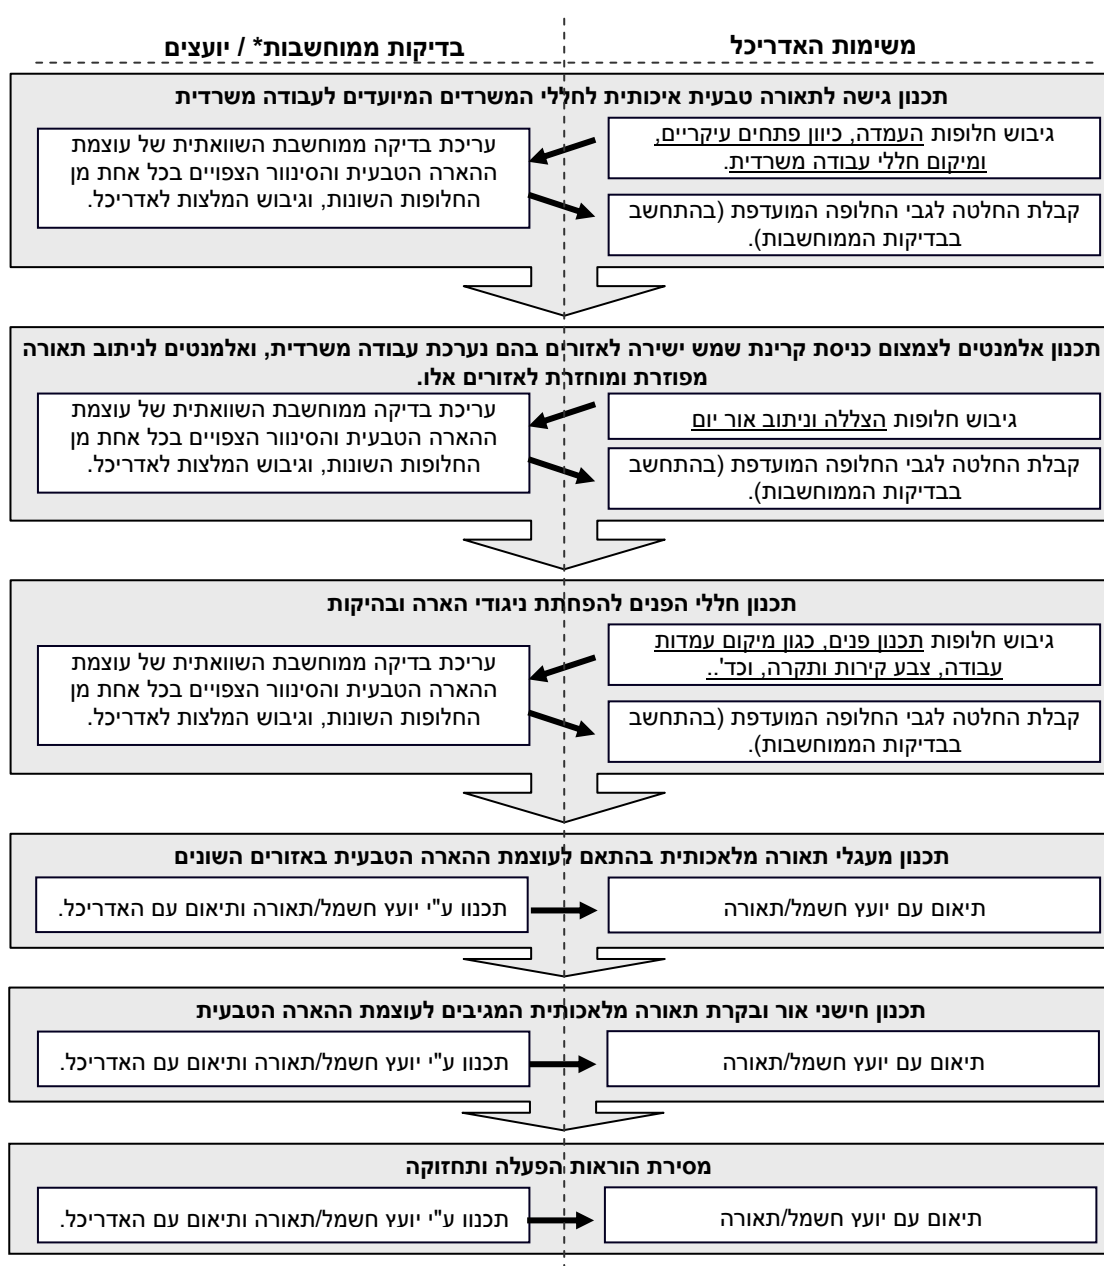 משימות האדריכל
בדיקות ממוחשבות* / יועצים
תכנון גישה לתאורה טבעית איכותית לחללי המשרדים המיועדים לעבודה משרדית
גיבוש חלופות העמדה, כיוון פתחים עיקריים,
ומיקום חללי עבודה משרדית.
עריכת בדיקה ממוחשבת השוואתית של עוצמת
ההארה הטבעית והסינוור הצפויים בכל אחת מן
החלופות השונות, וגיבוש המלצות לאדריכל.
קבלת החלטה לגבי החלופה המועדפת (בהתחשב
בבדיקות הממוחשבות).
תכנון אלמנטים לצמצום כניסת קרינת שמש ישירה לאזורים בהם נערכת עבודה משרדית, ואלמנטים לניתוב תאורה
מפוזרת ומוחזרת לאזורים אלו.
גיבוש חלופות הצללה וניתוב אור יום
עריכת בדיקה ממוחשבת השוואתית של עוצמת
ההארה הטבעית והסינוור הצפויים בכל אחת מן
החלופות השונות, וגיבוש המלצות לאדריכל.
קבלת החלטה לגבי החלופה המועדפת (בהתחשב
בבדיקות הממוחשבות).
תכנון חללי הפנים להפחתת ניגודי הארה ובהיקות
גיבוש חלופות תכנון פנים, כגון מיקום עמדות
עבודה, צבע קירות ותקרה, וכד'..
עריכת בדיקה ממוחשבת השוואתית של עוצמת
ההארה הטבעית והסינוור הצפויים בכל אחת מן
החלופות השונות, וגיבוש המלצות לאדריכל.
קבלת החלטה לגבי החלופה המועדפת (בהתחשב
בבדיקות הממוחשבות).
תכנון מעגלי תאורה מלאכותית בהתאם לעוצמת ההארה הטבעית באזורים השונים
תיאום עם יועץ חשמל/תאורה
תכנון ע"י יועץ חשמל/תאורה ותיאום עם האדריכל.
תכנון חישני אור ובקרת תאורה מלאכותית המגיבים לעוצמת ההארה הטבעית
תיאום עם יועץ חשמל/תאורה
תכנון ע"י יועץ חשמל/תאורה ותיאום עם האדריכל.
מסירת הוראות הפעלה ותחזוקה
תיאום עם יועץ חשמל/תאורה
תכנון ע"י יועץ חשמל/תאורה ותיאום עם האדריכל.